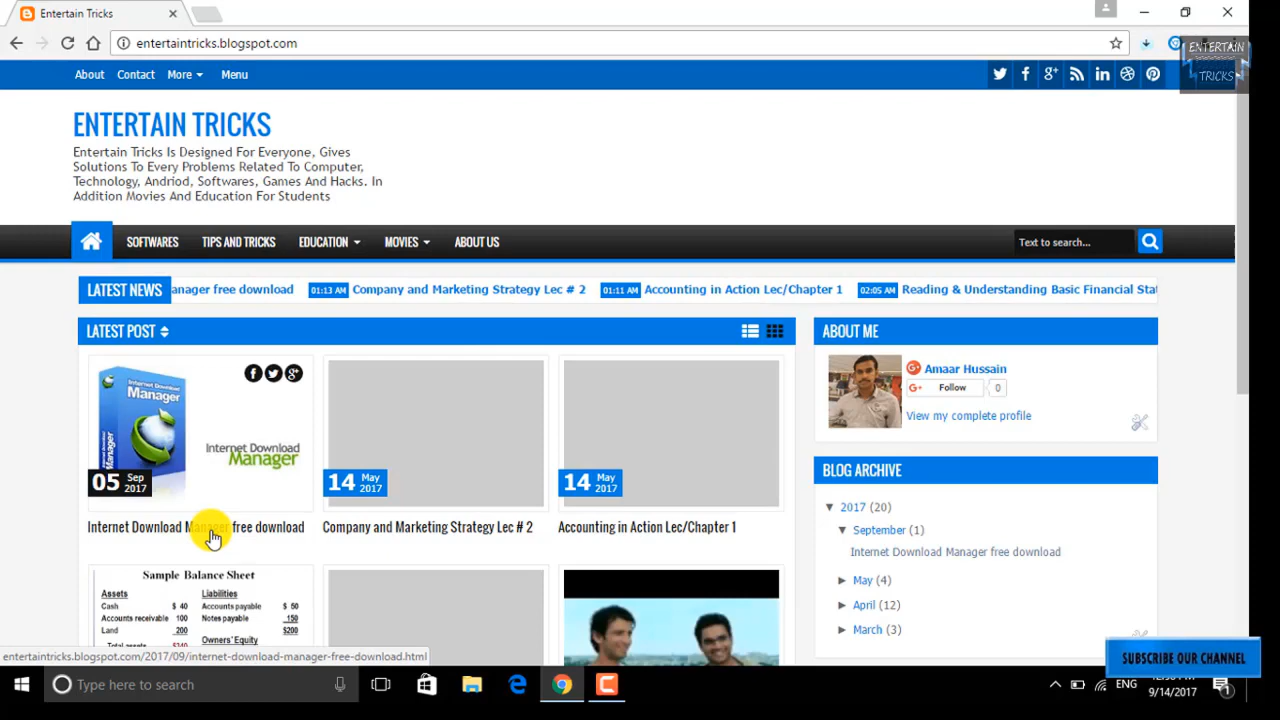 Entertain Tricks
entertaintricks.blogspot.com
ENTERTAIN
TRICKS
About Contact More Menu
ENTERTAIN TRICKS
Entertain Tricks Is Designed For Everyone, Gives
Solutions To Every Problems Related To Computer,
Technology, Andriod, Softwares, Games And Hacks. In
Addition Movies And Education For Students
SOFTWARES TIPS AND TRICKS EDUCATION MOVIES ABOUT US
Text to search...
LATEST NEWS anager free download 01:13 AM Company and Marketing Strategy Lec # 2 01:11 AM Accounting in Action Lec/Chapter 1 02:05 AM Reading & Understanding Basic Financial Stat
LATEST POST
Internet Download
Manager
Internet Download
Manager
05 Sep
2017
14 May
2017
14 May
2017
Internet Download Manager free download
Company and Marketing Strategy Lec # 2
Accounting in Action Lec/Chapter 1
Sample Balance Sheet
Assets Liabilities
Cash $ 40 Accounts payable $ 50
Accounts receivable 100 Notes payable 150
Land 200 $200
Owners' Equity
ABOUT ME
Amaar Hussain
G+ Follow 0
View my complete profile
BLOG ARCHIVE
▼ 2017 (20)
▼ September (1)
Internet Download Manager free download
► May (4)
► April (12)
► March (3)
SUBSCRIBE OUR CHANNEL
entertaintricks.blogspot.com/2017/09/internet-download-manager-free-download.html
Type here to search
ENG
9/14/2017
1